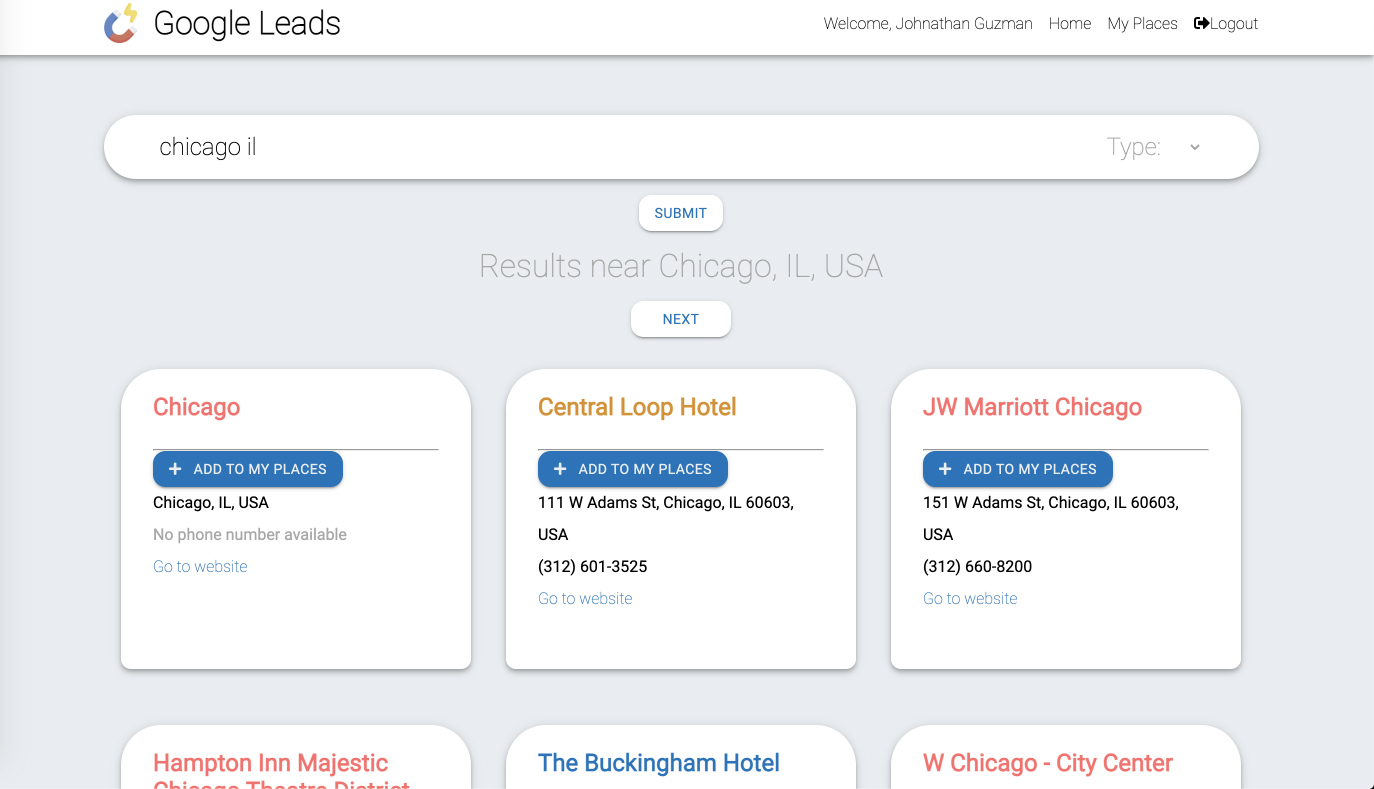 Google Leads
Welcome, Johnathan Guzman Home My Places Logout
chicago il
Type:
SUBMIT
Results near Chicago, IL, USA
NEXT
Chicago
ADD TO MY PLACES
Chicago, IL, USA
No phone number available
Go to website
Central Loop Hotel
ADD TO MY PLACES
111 W Adams St, Chicago, IL 60603,
USA
(312) 601-3525
Go to website
JW Marriott Chicago
ADD TO MY PLACES
151 W Adams St, Chicago, IL 60603,
USA
(312) 660-8200
Go to website
Hampton Inn Majestic
Chicago Theatre District
The Buckingham Hotel
W Chicago - City Center